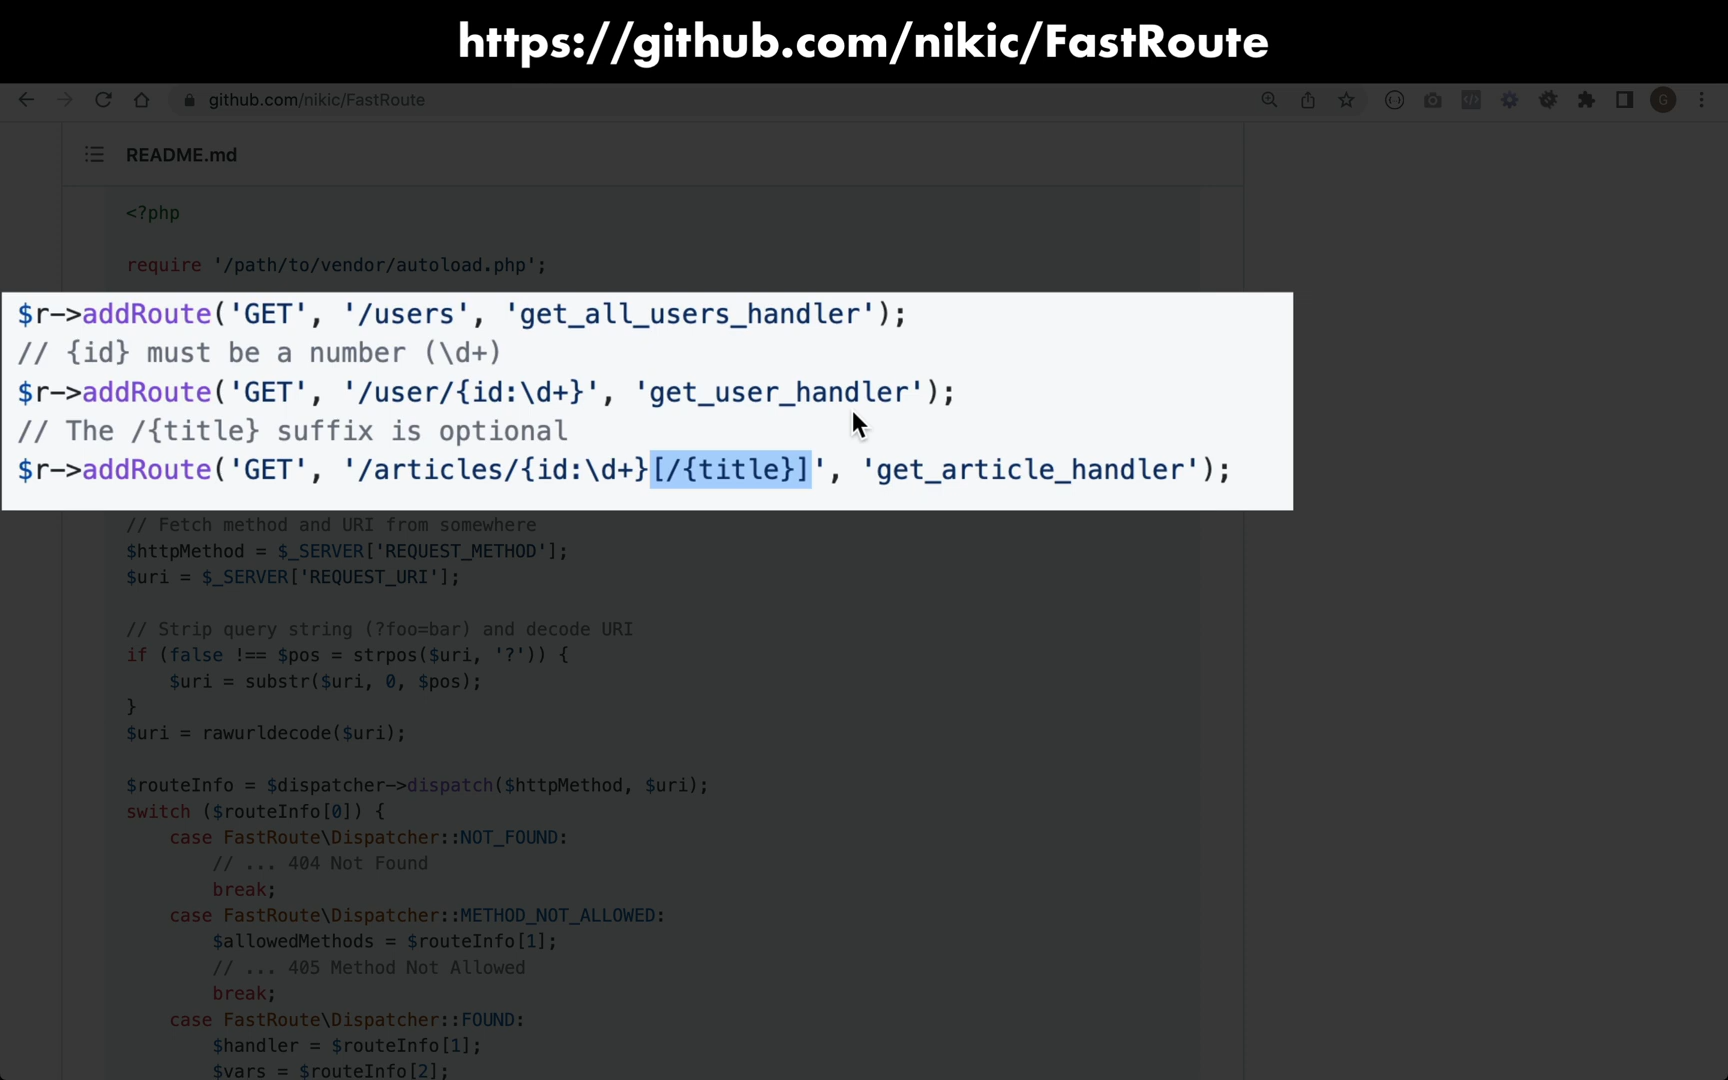 https://github.com/nikic/FastRoute
github.com/nikic/FastRoute
G
README.md
<?php
require '/path/to/vendor/autoload.php';
$r->addRoute('GET', '/users', 'get_all_users_handler');
// {id} must be a number (\d+)
$r->addRoute('GET', '/user/{id:\d+}', 'get_user_handler');
// The /{title} suffix is optional
$r->addRoute('GET', '/articles/{id:\d+}[/{title}]', 'get_article_handler');
// Fetch method and URI from somewhere
$httpMethod = $_SERVER['REQUEST_METHOD'];
$uri = $_SERVER['REQUEST_URI'];
// Strip query string (?foo=bar) and decode URI
if (false !== $pos = strpos($uri, '?')) {
    $uri = substr($uri, 0, $pos);
}
$uri = rawurldecode($uri);
$routeInfo = $dispatcher->dispatch($httpMethod, $uri);
switch ($routeInfo[0]) {
    case FastRoute\Dispatcher::NOT_FOUND:
        // ... 404 Not Found
        break;
    case FastRoute\Dispatcher::METHOD_NOT_ALLOWED:
        $allowedMethods = $routeInfo[1];
        // ... 405 Method Not Allowed
        break;
    case FastRoute\Dispatcher::FOUND:
        $handler = $routeInfo[1];
        $vars = $routeInfo[2];